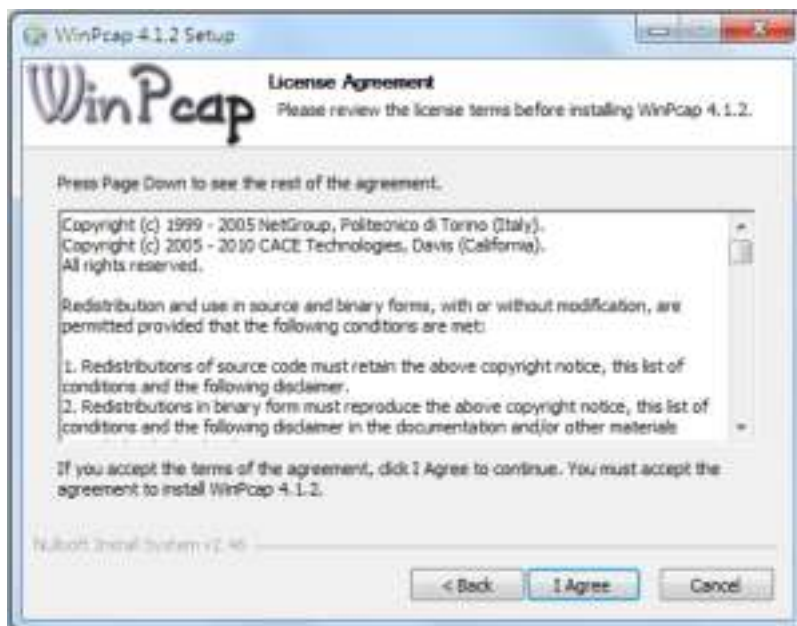 WinPcap 4.1.2 Setup
WinPcap
License Agreement
Please review the license terms before installing WinPcap 4.1.2.
Press Page Down to see the rest of the agreement.
Copyright (c) 1999 - 2005 NetGroup, Politecnico di Torino (Italy).
Copyright (c) 2005 - 2010 CACE Technologies, Davis (California).
All rights reserved.
Redistribution and use in source and binary forms, with or without modification, are
permitted provided that the following conditions are met:
1. Redistributions of source code must retain the above copyright notice, this list of
conditions and the following disclaimer.
2. Redistributions in binary form must reproduce the above copyright notice, this list of
conditions and the following disclaimer in the documentation and/or other materials
If you accept the terms of the agreement, click I Agree to continue. You must accept the
agreement to install WinPcap 4.1.2.
Nullsoft Install System v2.46
< Back
I Agree
Cancel